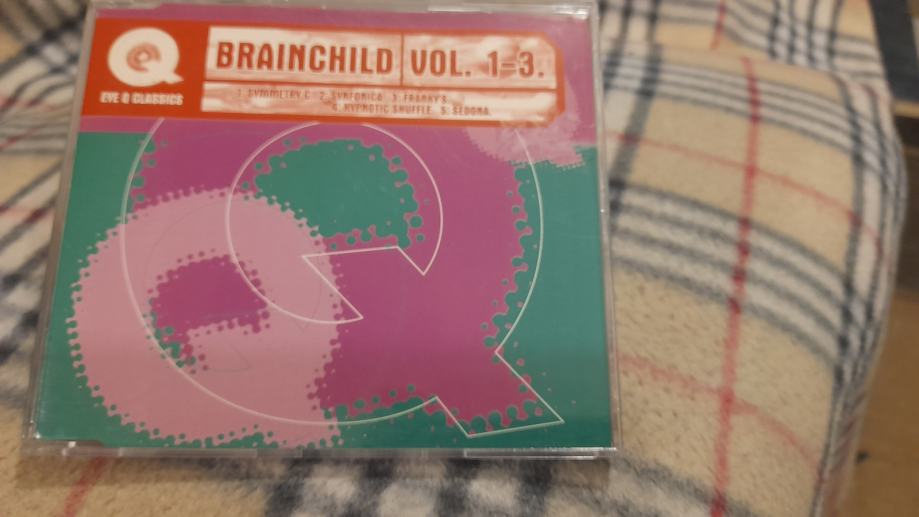 BRAINCHILD VOL. 1-3.
EYE Q CLASSICS
1. SYMMETRY C 2. SYNFONICA 3. FRANKY'S
4. HYPNOTIC SHUFFLE 5. SEDONA